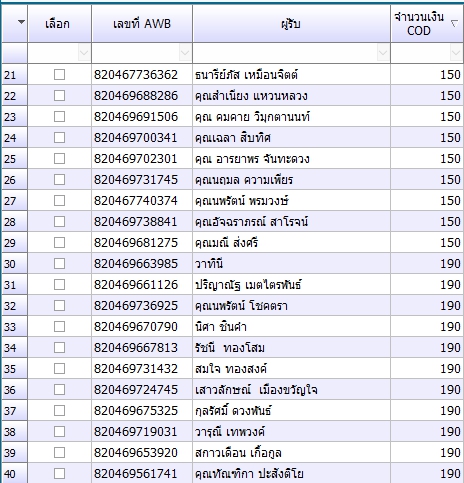 เลือก เลขที่ AWB ผู้รับ จำนวนเงิน COD
21 820467736362 ธนารีย์ภัส เหมือนจิตต์ 150
22 820469688286 คุณสำเนียง แหวนหลวง 150
23 820469691506 คุณ คมคาย วิมุกตานนท์ 150
24 820469700341 คุณเฉลา สืบทิศ 150
25 820469702301 คุณ อารยาพร จันทะดวง 150
26 820469731745 คุณนฤมล ความเพียร 150
27 820467740374 คุณนพรัตน์ พรมวงษ์ 150
28 820469738841 คุณอัจฉราภรณ์ สาโรจน์ 150
29 820469681275 คุณมณี ส่งศรี 150
30 820469663985 วาทินี 190
31 820469661126 ปริญาณัฐ เมตไตรพันธ์ 190
32 820469736925 คุณนพรัตน์ โชคตรา 190
33 820469670790 นิศา ชินคำ 190
34 820469667813 รัชนี ทองโสม 190
35 820469731432 สมใจ ทองสงค์ 190
36 820469724745 เสาวลักษณ์ เมืองขวัญใจ 190
37 820469675325 กุลรัศมิ์ ดวงพันธ์ 190
38 820469719031 วารุณี เทพวงค์ 190
39 820469653920 สกาวเดือน เกื้อกูล 190
40 820469561741 คุณทัณฑิกา ปะสังติโย 190